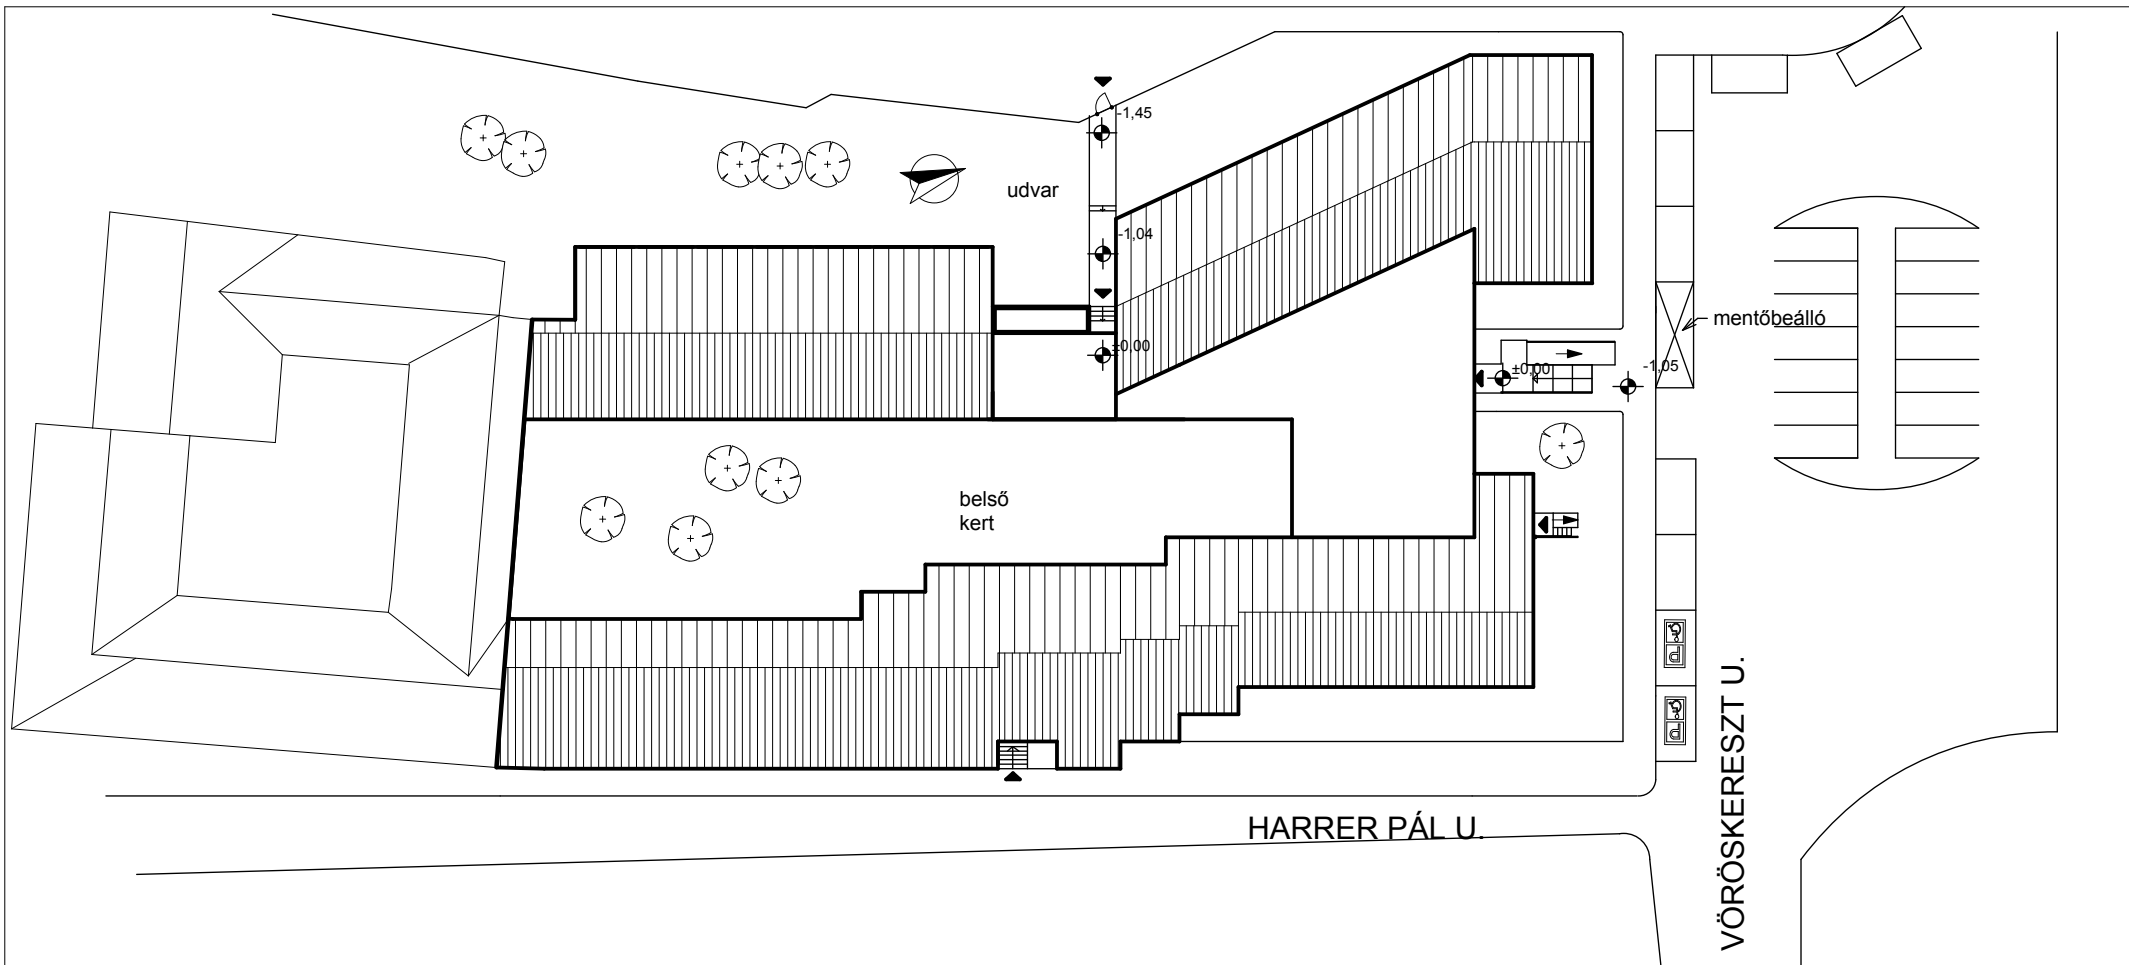 -1,45
udvar
-1,04
mentőbeálló
±0,00
±0,00
-1,05
belső
kert
P
P
HARRER PÁL U.
VÖRÖSKERESZT U.